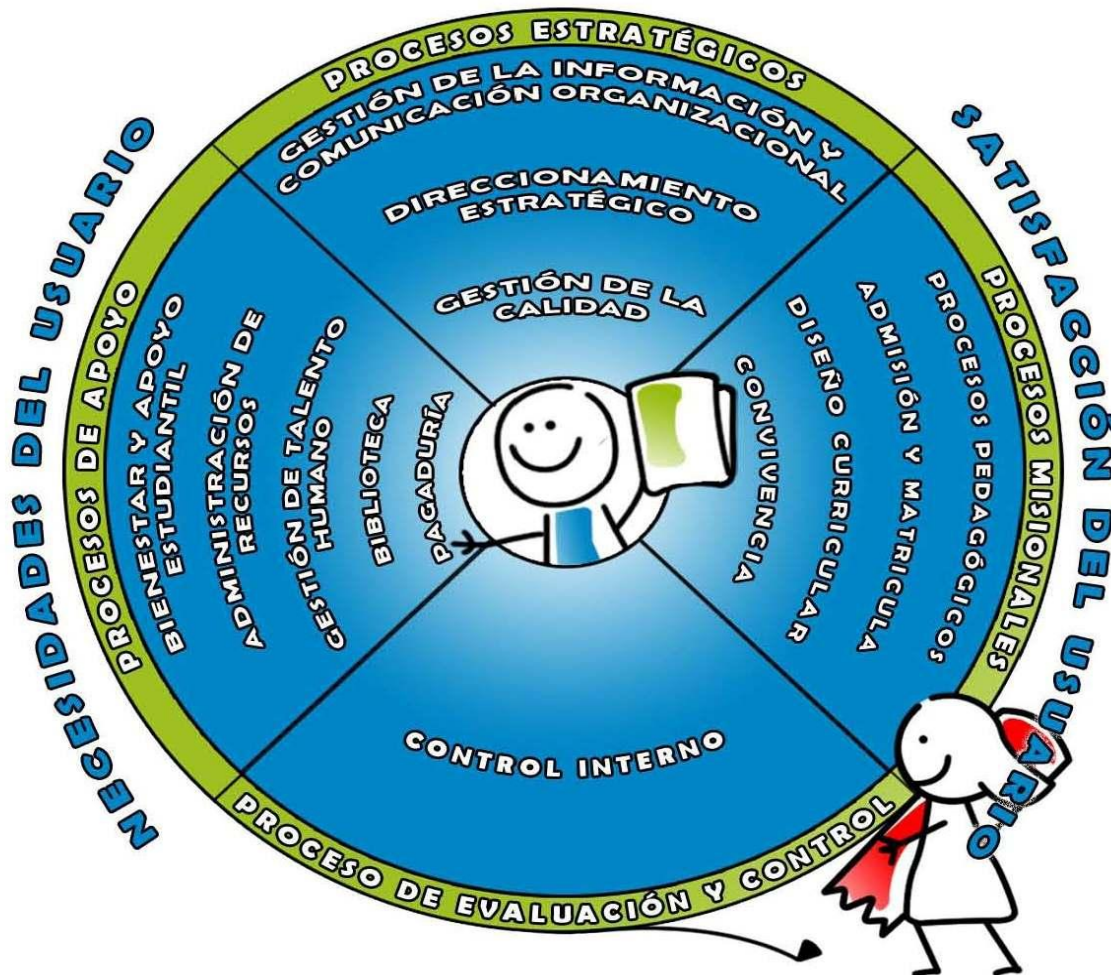 PROCESOS ESTRATÉGICOS
GESTIÓN DE LA INFORMACIÓN Y
COMUNICACIÓN ORGANIZACIONAL
DIRECCIONAMIENTO
ESTRATÉGICO
GESTIÓN DE LA
CALIDAD
NECESIDADES DEL USUARIO
PROCESOS DE APOYO
BIENESTAR Y APOYO
ESTUDIANTIL
ADMINISTRACIÓN DE
RECURSOS
GESTIÓN DE TALENTO
HUMANO
BIBLIOTECA
PAGADURÍA
CONVIVENCIA
DISEÑO CURRICULAR
ADMISIÓN Y MATRICULA
PROCESOS PEDAGÓGICOS
PROCESOS MISIONALES
SATISFACCIÓN DEL USUARIO
CONTROL INTERNO
PROCESO DE EVALUACIÓN Y CONTROL